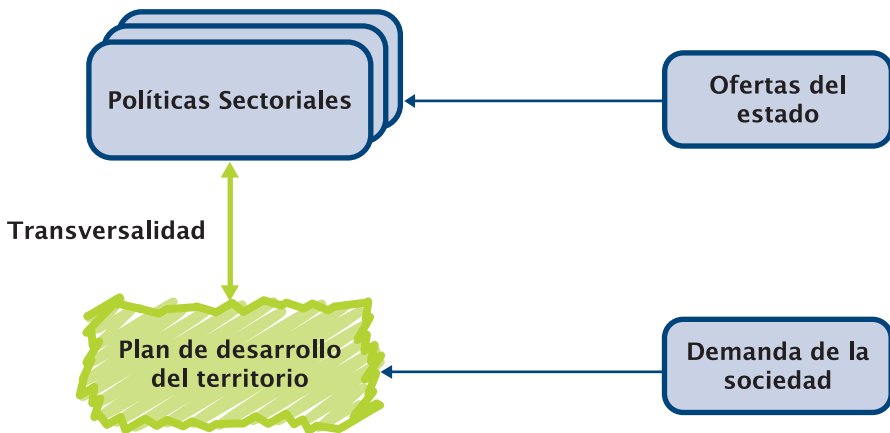 Políticas Sectoriales
Ofertas del
estado
Transversalidad
Plan de desarrollo
del territorio
Demanda de la
sociedad